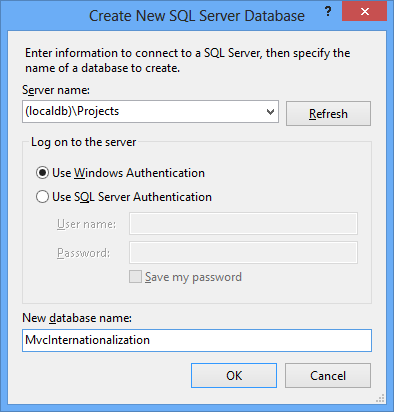 Create New SQL Server Database
?
Enter information to connect to a SQL Server, then specify the
name of a database to create.
Server name:
(localdb)\Projects
Refresh
Log on to the server
Use Windows Authentication
Use SQL Server Authentication
User name:
Password:
Save my password
New database name:
MvcInternationalization
OK Cancel